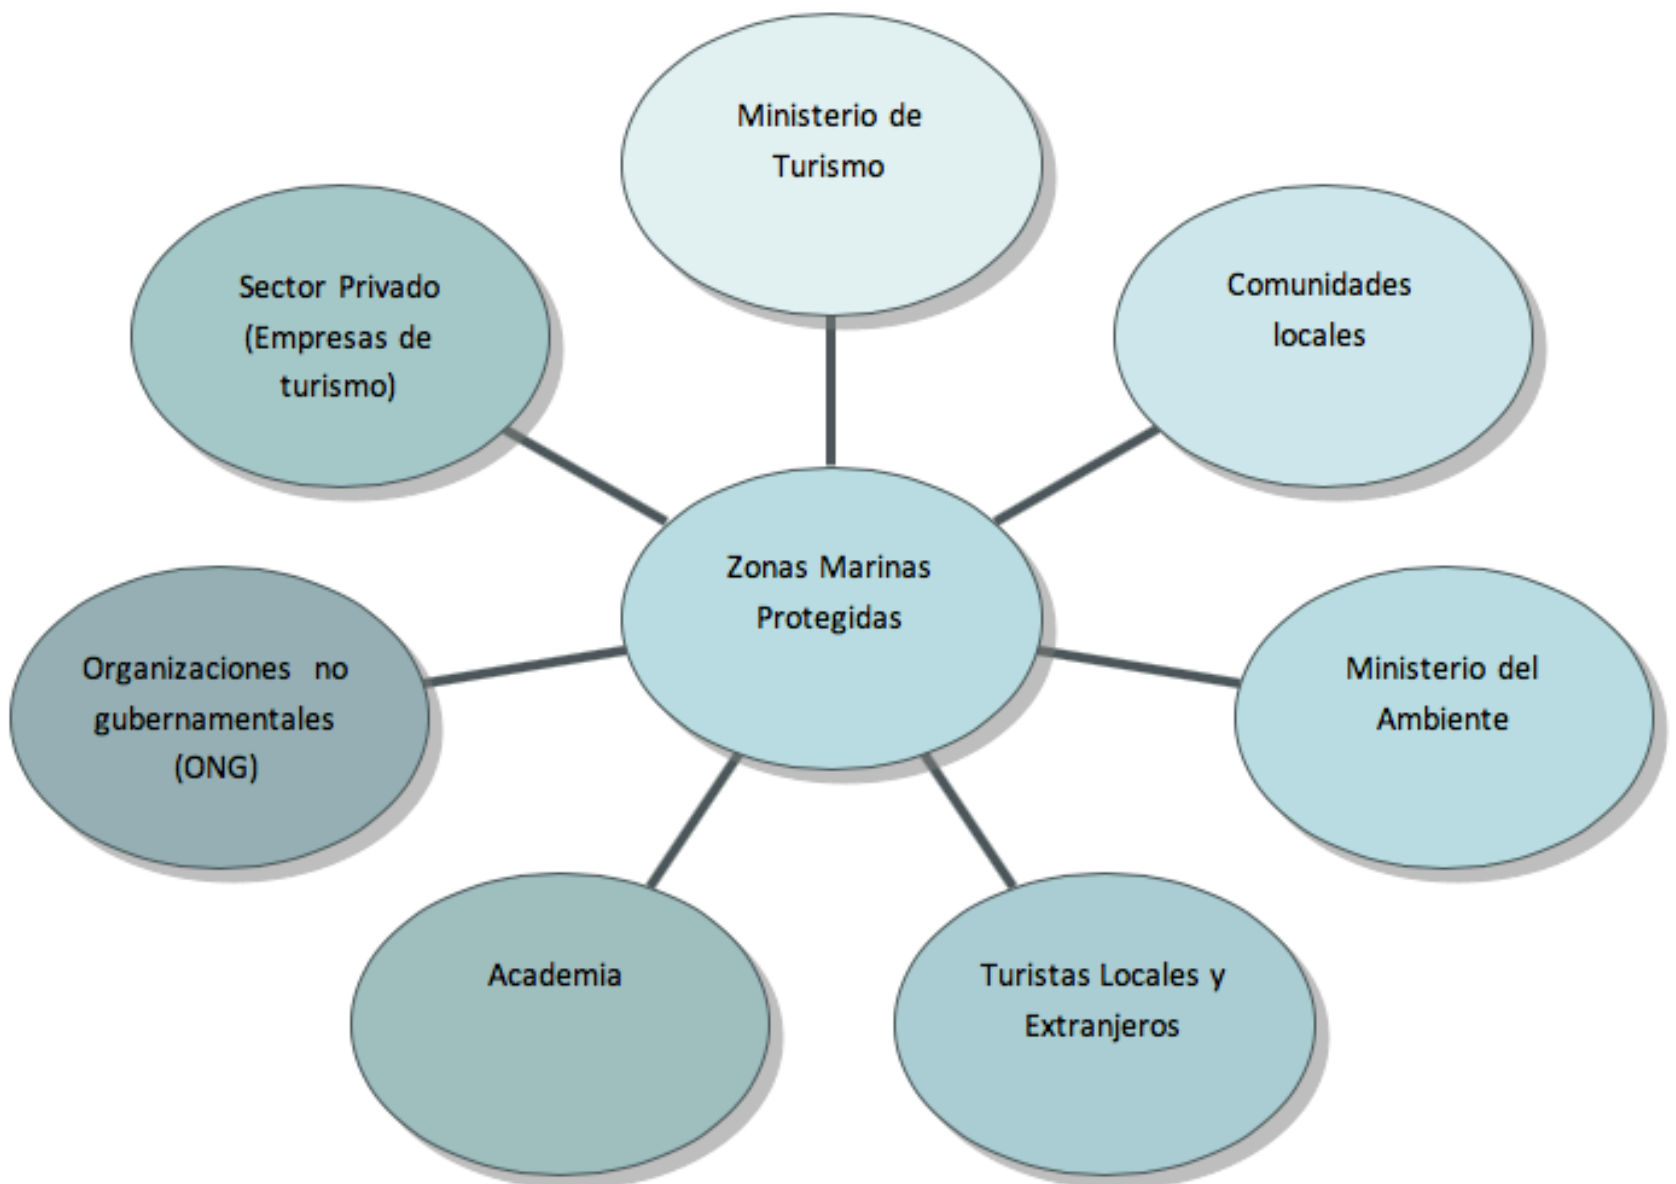 Ministerio de
Turismo
Comunidades
locales
Sector Privado
(Empresas de
turismo)
Zonas Marinas
Protegidas
Organizaciones no
gubernamentales
(ONG)
Ministerio del
Ambiente
Academia
Turistas Locales y
Extranjeros